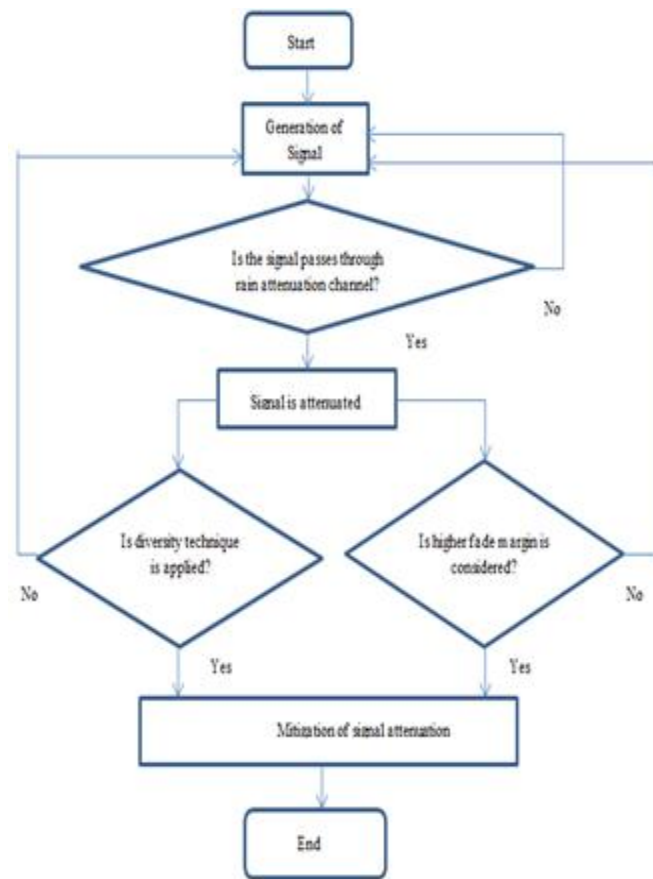 Start
Generation of
Signal
Is the signal passes through
rain attenuation channel?
No
Yes
Signal is attenuated
Is diversity technique
is applied?
Is higher fade margin is
considered?
No
No
Yes
Yes
Mitization of signal attenuation
End